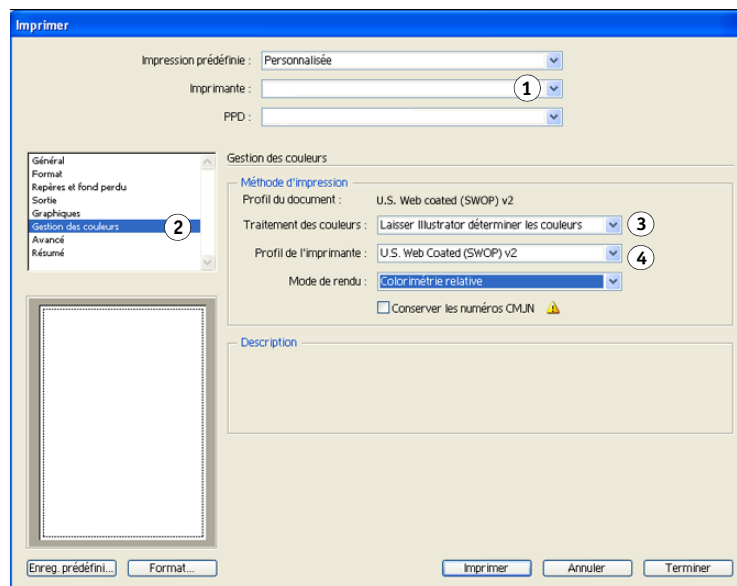 Imprimer
Impression prédéfinie : Personnalisée
Imprimante : 1
PPD :
Général
Format
Repères et fond perdu
Sortie
Graphiques
Gestion des couleurs 2
Avancé
Résumé
Gestion des couleurs
Méthode d'impression
Profil du document : U.S. Web coated (SWOP) v2
Traitement des couleurs : Laisser Illustrator déterminer les couleurs 3
Profil de l'imprimante : U.S. Web Coated (SWOP) v2 4
Mode de rendu : Colorimétrie relative
Conserver les numéros CMJN
Description
Enreg. prédéfini... Format... Imprimer Annuler Terminer